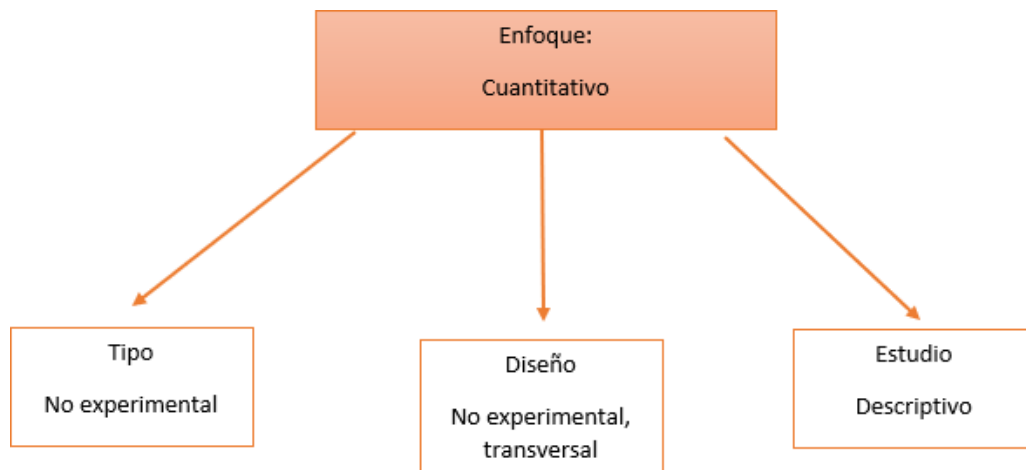 Enfoque:
Cuantitativo
Tipo
No experimental
Diseño
No experimental,
transversal
Estudio
Descriptivo